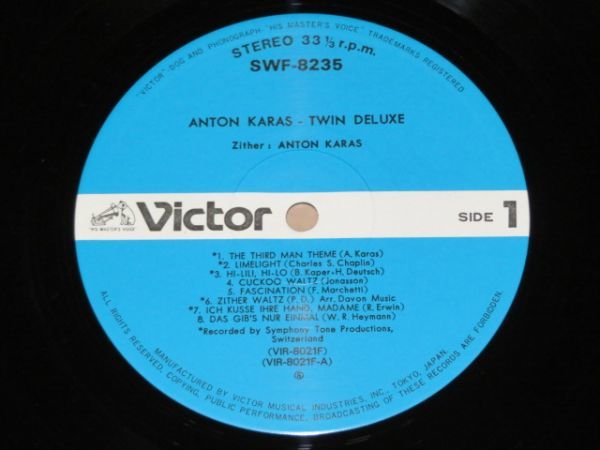 "VICTOR" DOG AND PHONOGRAPH-"HIS MASTER'S VOICE" TRADEMARKS REGISTERED
STEREO 33 1/3 r.p.m.
SWF-8235
ANTON KARAS - TWIN DELUXE
Zither : ANTON KARAS
"HIS MASTER'S VOICE"
Victor
SIDE 1
*1. THE THIRD MAN THEME (A. Karas)
*2. LIMELIGHT (Charles S. Chaplin)
*3. HI-LILI, HI-LO (B. Kaper-H. Deutsch)
4. CUCKOO WALTZ (Jonasson)
5. FASCINATION (F. Marchetti)
*6. ZITHER WALTZ (P. D.) Arr. Davon Music
*7. ICH KUSSE IHRE HAND, MADAME (R. Erwin)
8. DAS GIB'S NUR EINMAL (W. R. Heymann)
*Recorded by Symphony Tone Productions,
Switzerland
(VIR-8021F)
(VIR-8021F-A)
MANUFACTURED BY VICTOR MUSICAL INDUSTRIES, INC., TOKYO, JAPAN.
ALL RIGHTS RESERVED. COPYING, PUBLIC PERFORMANCE, BROADCASTING OF THESE RECORDS ARE FORBIDDEN.